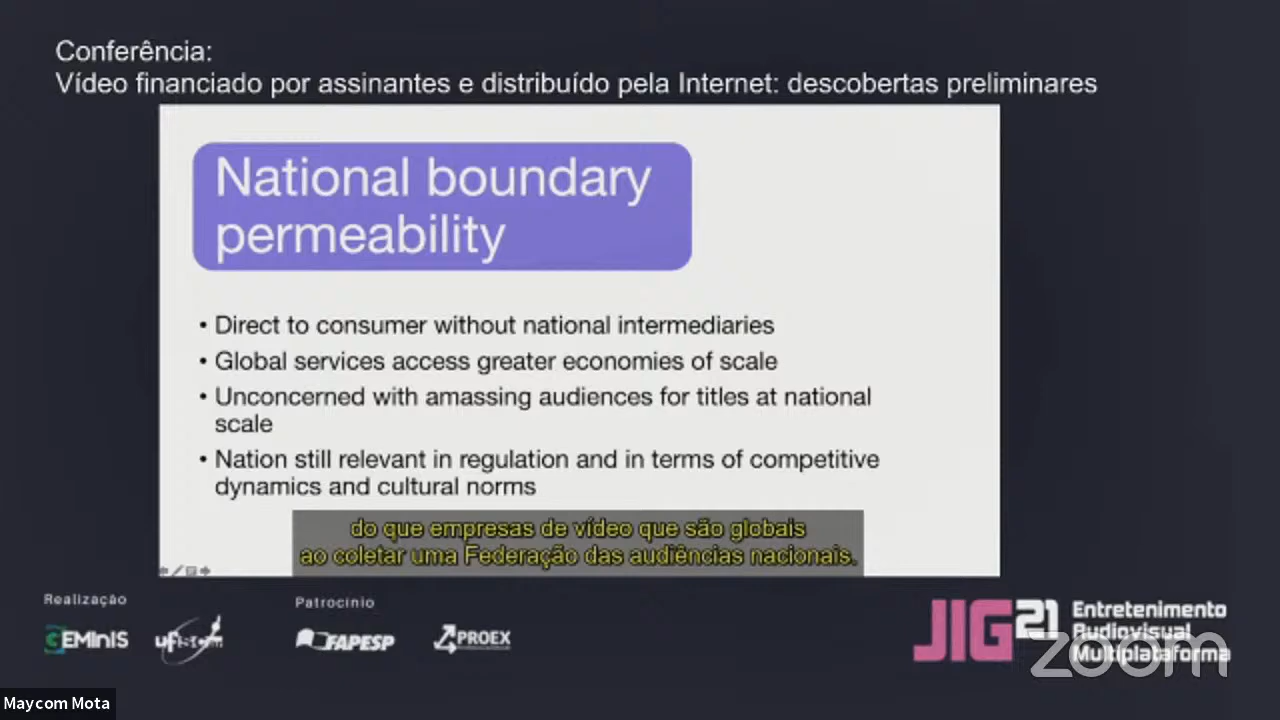 Conferência:
Vídeo financiado por assinantes e distribuído pela Internet: descobertas preliminares
National boundary
permeability
• Direct to consumer without national intermediaries
• Global services access greater economies of scale
• Unconcerned with amassing audiences for titles at national
scale
• Nation still relevant in regulation and in terms of competitive
dynamics and cultural norms
do que empresas de vídeo que são globais
ao coletar uma Federação das audiências nacionais.
Realização
GEMInIS
Patrocínio
FAPESP
PROEX
JIG21
Entretenimento
Audiovisual
Multiplataforma
zoom
Maycom Mota